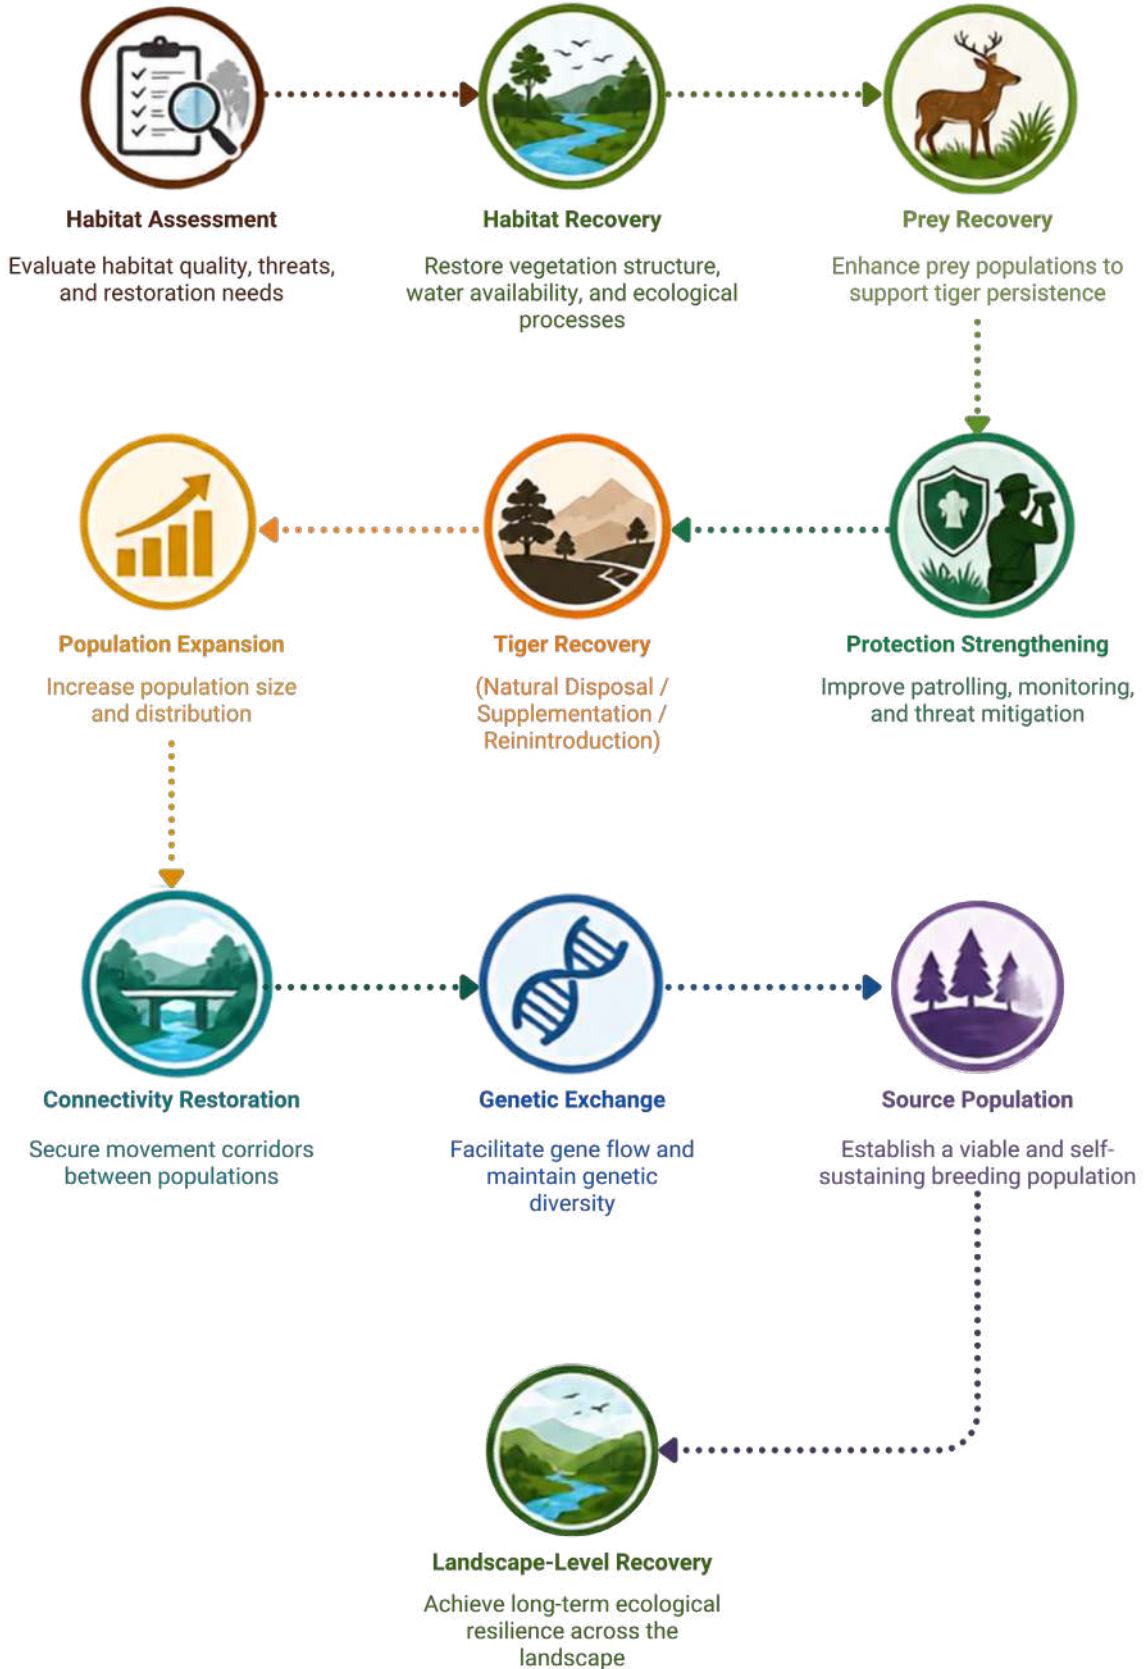 Habitat Assessment
Evaluate habitat quality, threats,
and restoration needs
Habitat Recovery
Restore vegetation structure,
water availability, and ecological
processes
Prey Recovery
Enhance prey populations to
support tiger persistence
Protection Strengthening
Improve patrolling, monitoring,
and threat mitigation
Tiger Recovery
(Natural Disposal /
Supplementation /
Reinintroduction)
Population Expansion
Increase population size
and distribution
Connectivity Restoration
Secure movement corridors
between populations
Genetic Exchange
Facilitate gene flow and
maintain genetic
diversity
Source Population
Establish a viable and self-
sustaining breeding population
Landscape-Level Recovery
Achieve long-term ecological
resilience across the
landscape